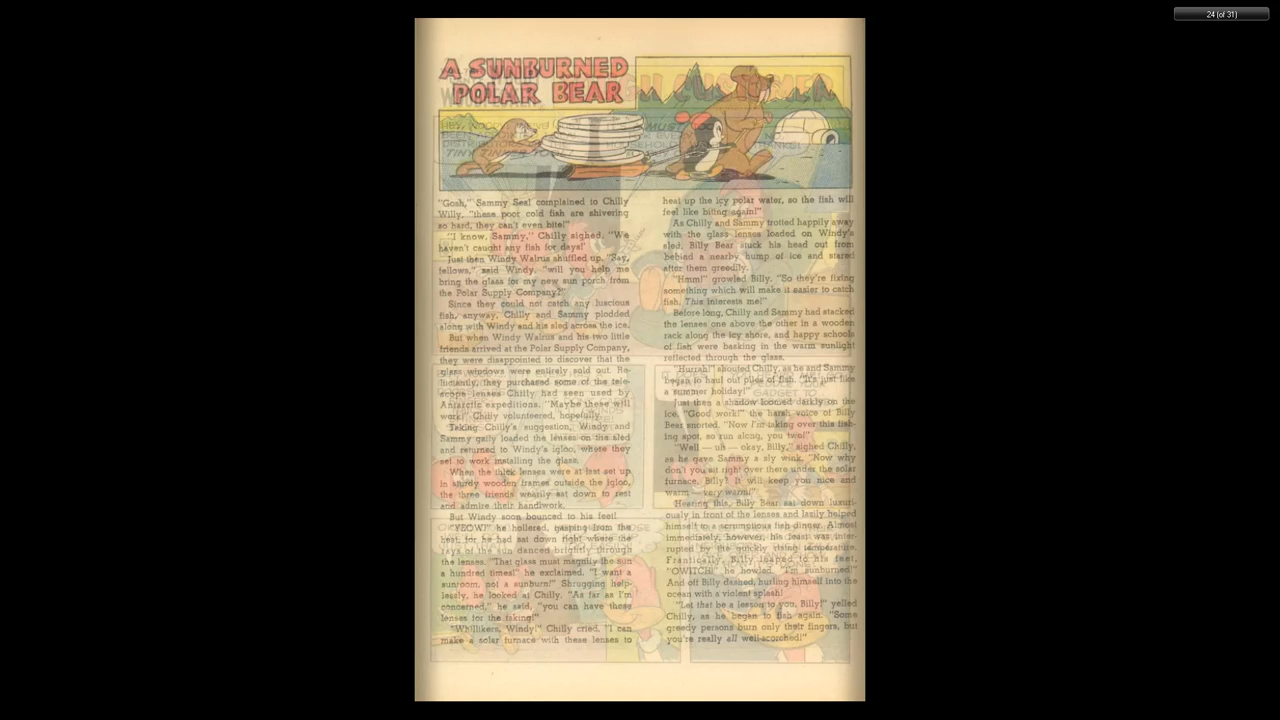 24 (of 31)
A SUNBURNED
POLAR BEAR
"Gosh," Sammy Seal complained to Chilly
Willy, "these poor cold fish are shivering
so hard, they can't even bite!"
"I know, Sammy," Chilly sighed. "We
haven't caught any fish for days!'
Just then Windy Walrus shuffled up. "Say,
fellows," said Windy, "will you help me
bring the glass for my new sun porch from
the Polar Supply Company?"
Since they could not catch any luscious
fish, anyway, Chilly and Sammy plodded
along with Windy and his sled across the ice.
But when Windy Walrus and his two little
friends arrived at the Polar Supply Company,
they were disappointed to discover that the
glass windows were entirely sold out. Re-
luctantly, they purchased some of the tele-
scope lenses Chilly had seen used by
Antarctic expeditions. "Maybe these will
work!" Chilly volunteered, hopefully.
Taking Chilly's suggestion, Windy and
Sammy gaily loaded the lenses on the sled
and returned to Windy's igloo, where they
set to work installing the glass.
When the thick lenses were at last set up
in sturdy wooden frames outside the igloo,
the three friends wearily sat down to rest
and admire their handiwork.
But Windy soon bounced to his feet!
"YEOW!" he hollered, gasping from the
heat, for he had sat down right where the
rays of the sun danced brightly through
the lenses. "That glass must magnify the sun
a hundred times!" he exclaimed. "I want a
sunroom, not a sunburn!" Shrugging help-
lessly, he looked at Chilly. "As far as I'm
concerned," he said, "you can have these
lenses for the taking!"
"Whillikers, Windy!" Chilly cried. "I can
make a solar furnace with these lenses to
heat up the icy polar water, so the fish will
feel like biting again!"
As Chilly and Sammy trotted happily away
with the glass lenses loaded on Windy's
sled, Billy Bear stuck his head out from
behind a nearby hump of ice and stared
after them greedily.
"Hmm!" growled Billy. "So they're fixing
something which will make it easier to catch
fish. This interests me!"
Before long, Chilly and Sammy had stacked
the lenses one above the other in a wooden
rack along the icy shore, and happy schools
of fish were basking in the warm sunlight
reflected through the glass.
"Hurrah!" shouted Chilly, as he and Sammy
began to haul out piles of fish. "It's just like
a summer holiday!"
Just then a shadow loomed darkly on the
ice. "Good work!" the harsh voice of Billy
Bear snorted. "Now I'm taking over this fish-
ing spot, so run along, you two!"
"Well — uh — okay, Billy," sighed Chilly,
as he gave Sammy a sly wink. "Now why
don't you sit right over there under the solar
furnace, Billy? It will keep you nice and
warm — very warm!"
Hearing this, Billy Bear sat down luxuri-
ously in front of the lenses and lazily helped
himself to a scrumptious fish dinner. Almost
immediately, however, his feast was inter-
rupted by the quickly rising temperature.
Frantically, Billy leaped to his feet.
"OWITCH!" he howled. "I'm sunburned!"
And off Billy dashed, hurling himself into the
ocean with a violent splash!
"Let that be a lesson to you, Billy!" yelled
Chilly, as he began to fish again. "Some
greedy persons burn only their fingers, but
you're really all well-scorched!"